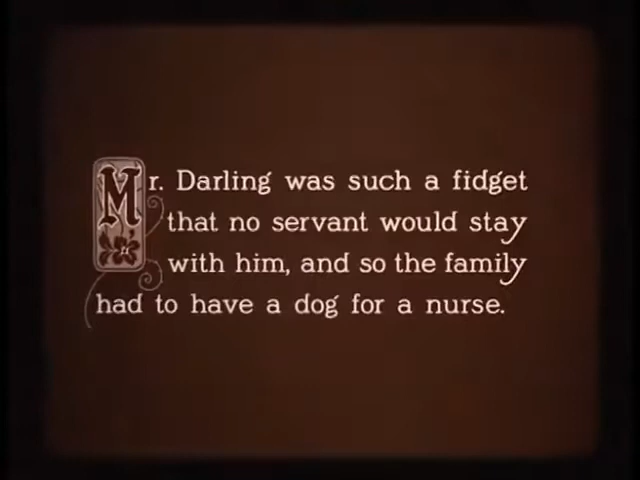 Mr. Darling was such a fidget
that no servant would stay
with him, and so the family
had to have a dog for a nurse.